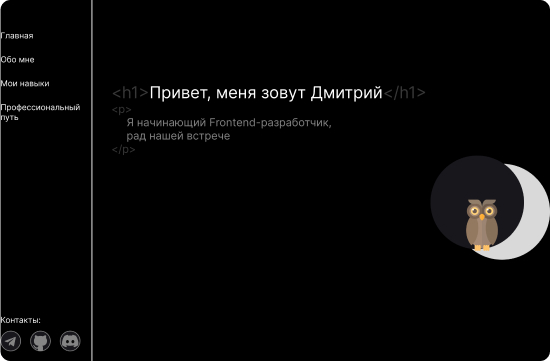 Главная
Обо мне
Мои навыки
Профессиональный
путь
<h1>Привет, меня зовут Дмитрий</h1>
<p>
Я начинающий Frontend-разработчик,
рад нашей встрече
</p>
Контакты: